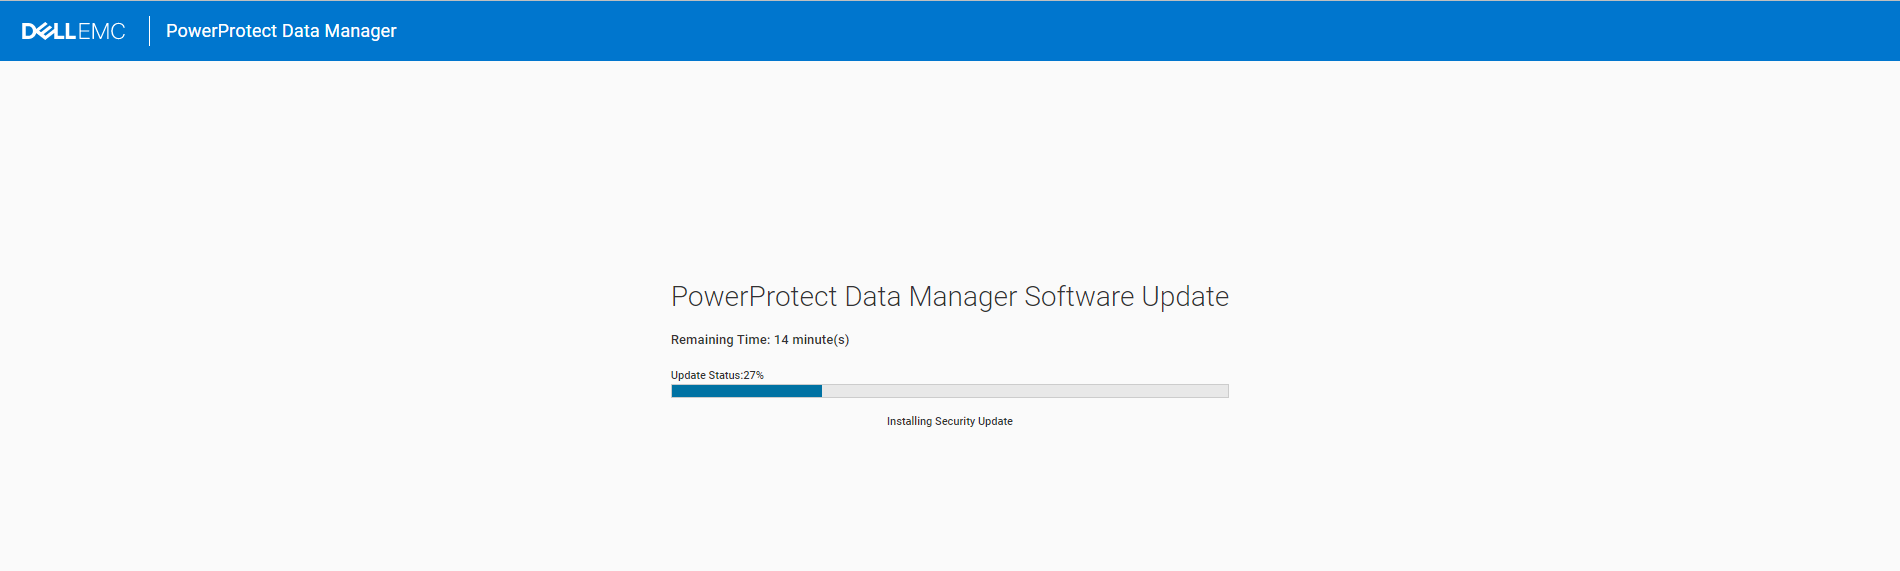 DELLEMC PowerProtect Data Manager
PowerProtect Data Manager Software Update
Remaining Time: 14 minute(s)
Update Status:27%
Installing Security Update